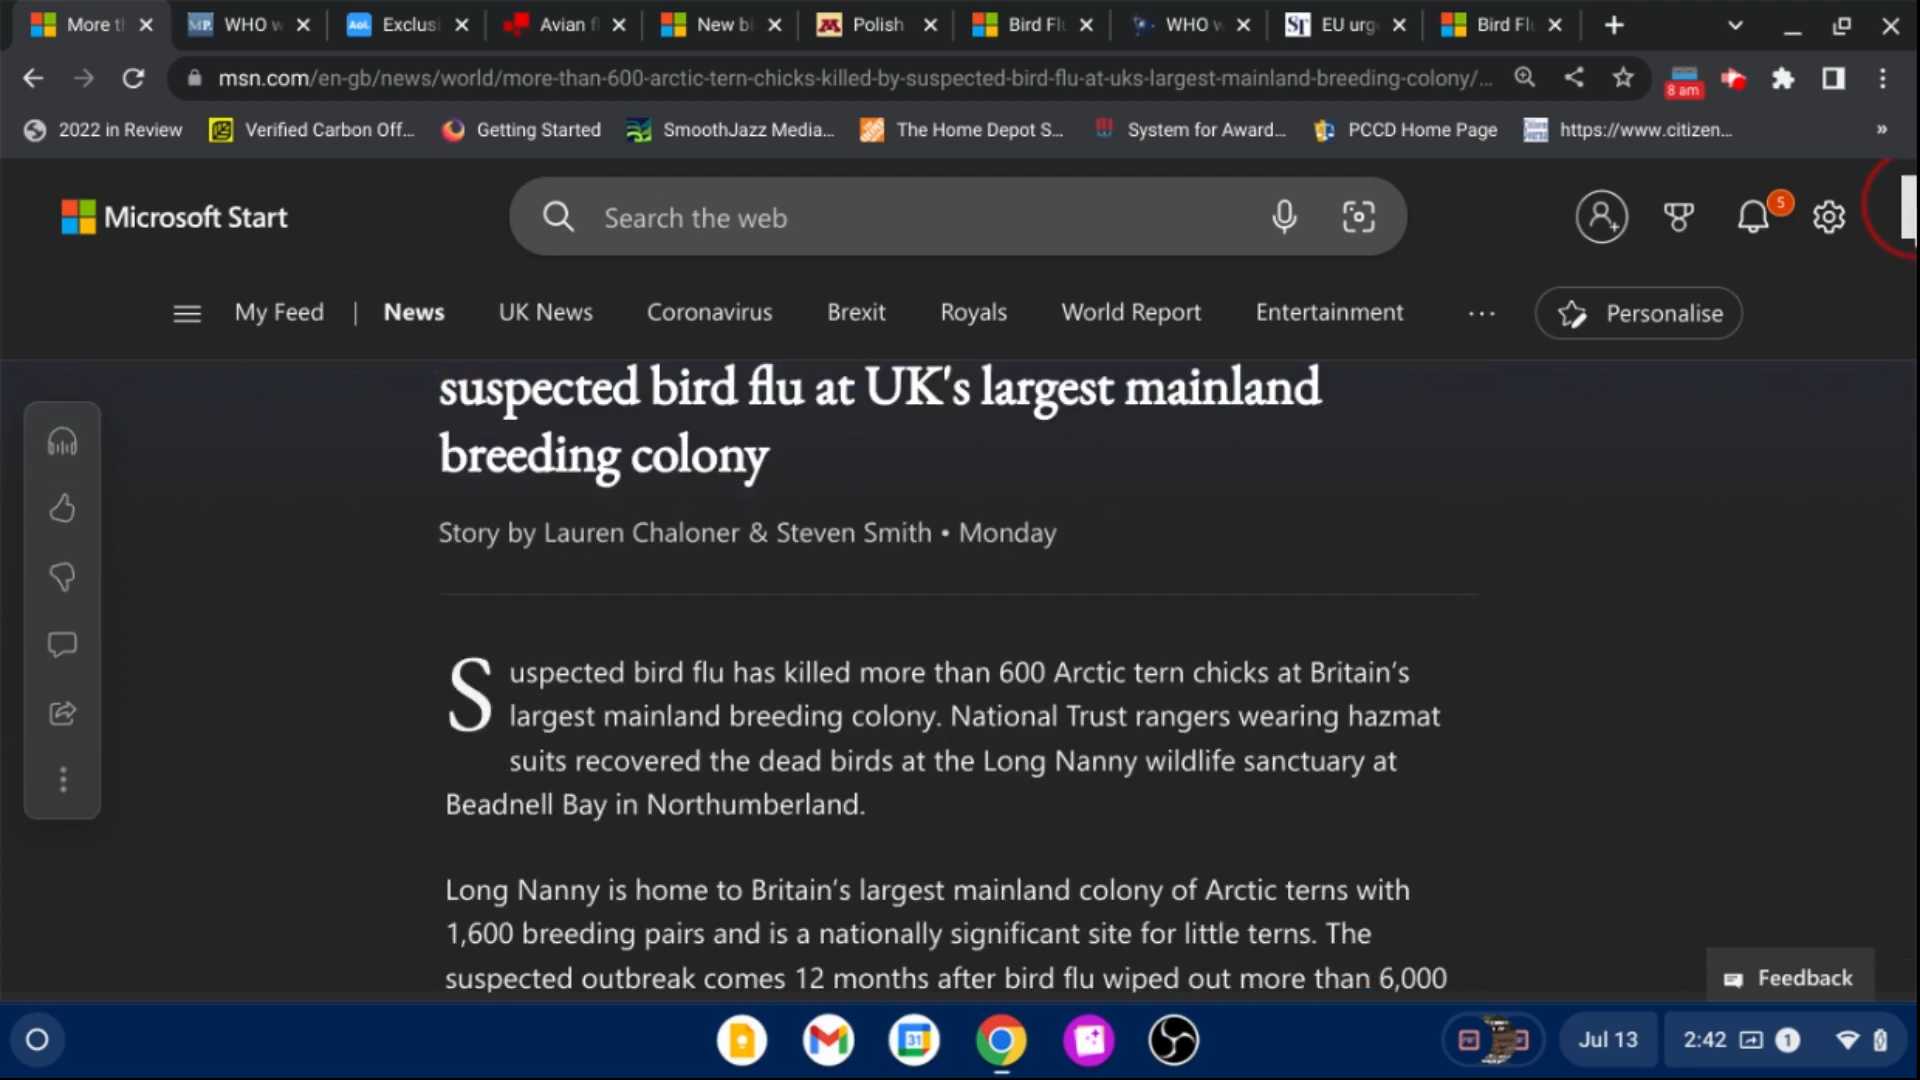 More t
WHO w
Exclusi
Avian f
New bi
Polish
Bird Flu
WHO w
EU urg
Bird Flu
msn.com/en-gb/news/world/more-than-600-arctic-tern-chicks-killed-by-suspected-bird-flu-at-uks-largest-mainland-breeding-colony/...
8 am
2022 in Review
Verified Carbon Off...
Getting Started
SmoothJazz Media...
The Home Depot S...
System for Award...
PCCD Home Page
https://www.citizen...
»
Microsoft Start
Search the web
5
My Feed | News UK News Coronavirus Brexit Royals World Report Entertainment ... Personalise
suspected bird flu at UK's largest mainland
breeding colony
Story by Lauren Chaloner & Steven Smith • Monday
Suspected bird flu has killed more than 600 Arctic tern chicks at Britain's
largest mainland breeding colony. National Trust rangers wearing hazmat
suits recovered the dead birds at the Long Nanny wildlife sanctuary at
Beadnell Bay in Northumberland.
Long Nanny is home to Britain's largest mainland colony of Arctic terns with
1,600 breeding pairs and is a nationally significant site for little terns. The
suspected outbreak comes 12 months after bird flu wiped out more than 6,000
Feedback
31
Jul 13
2:42
1